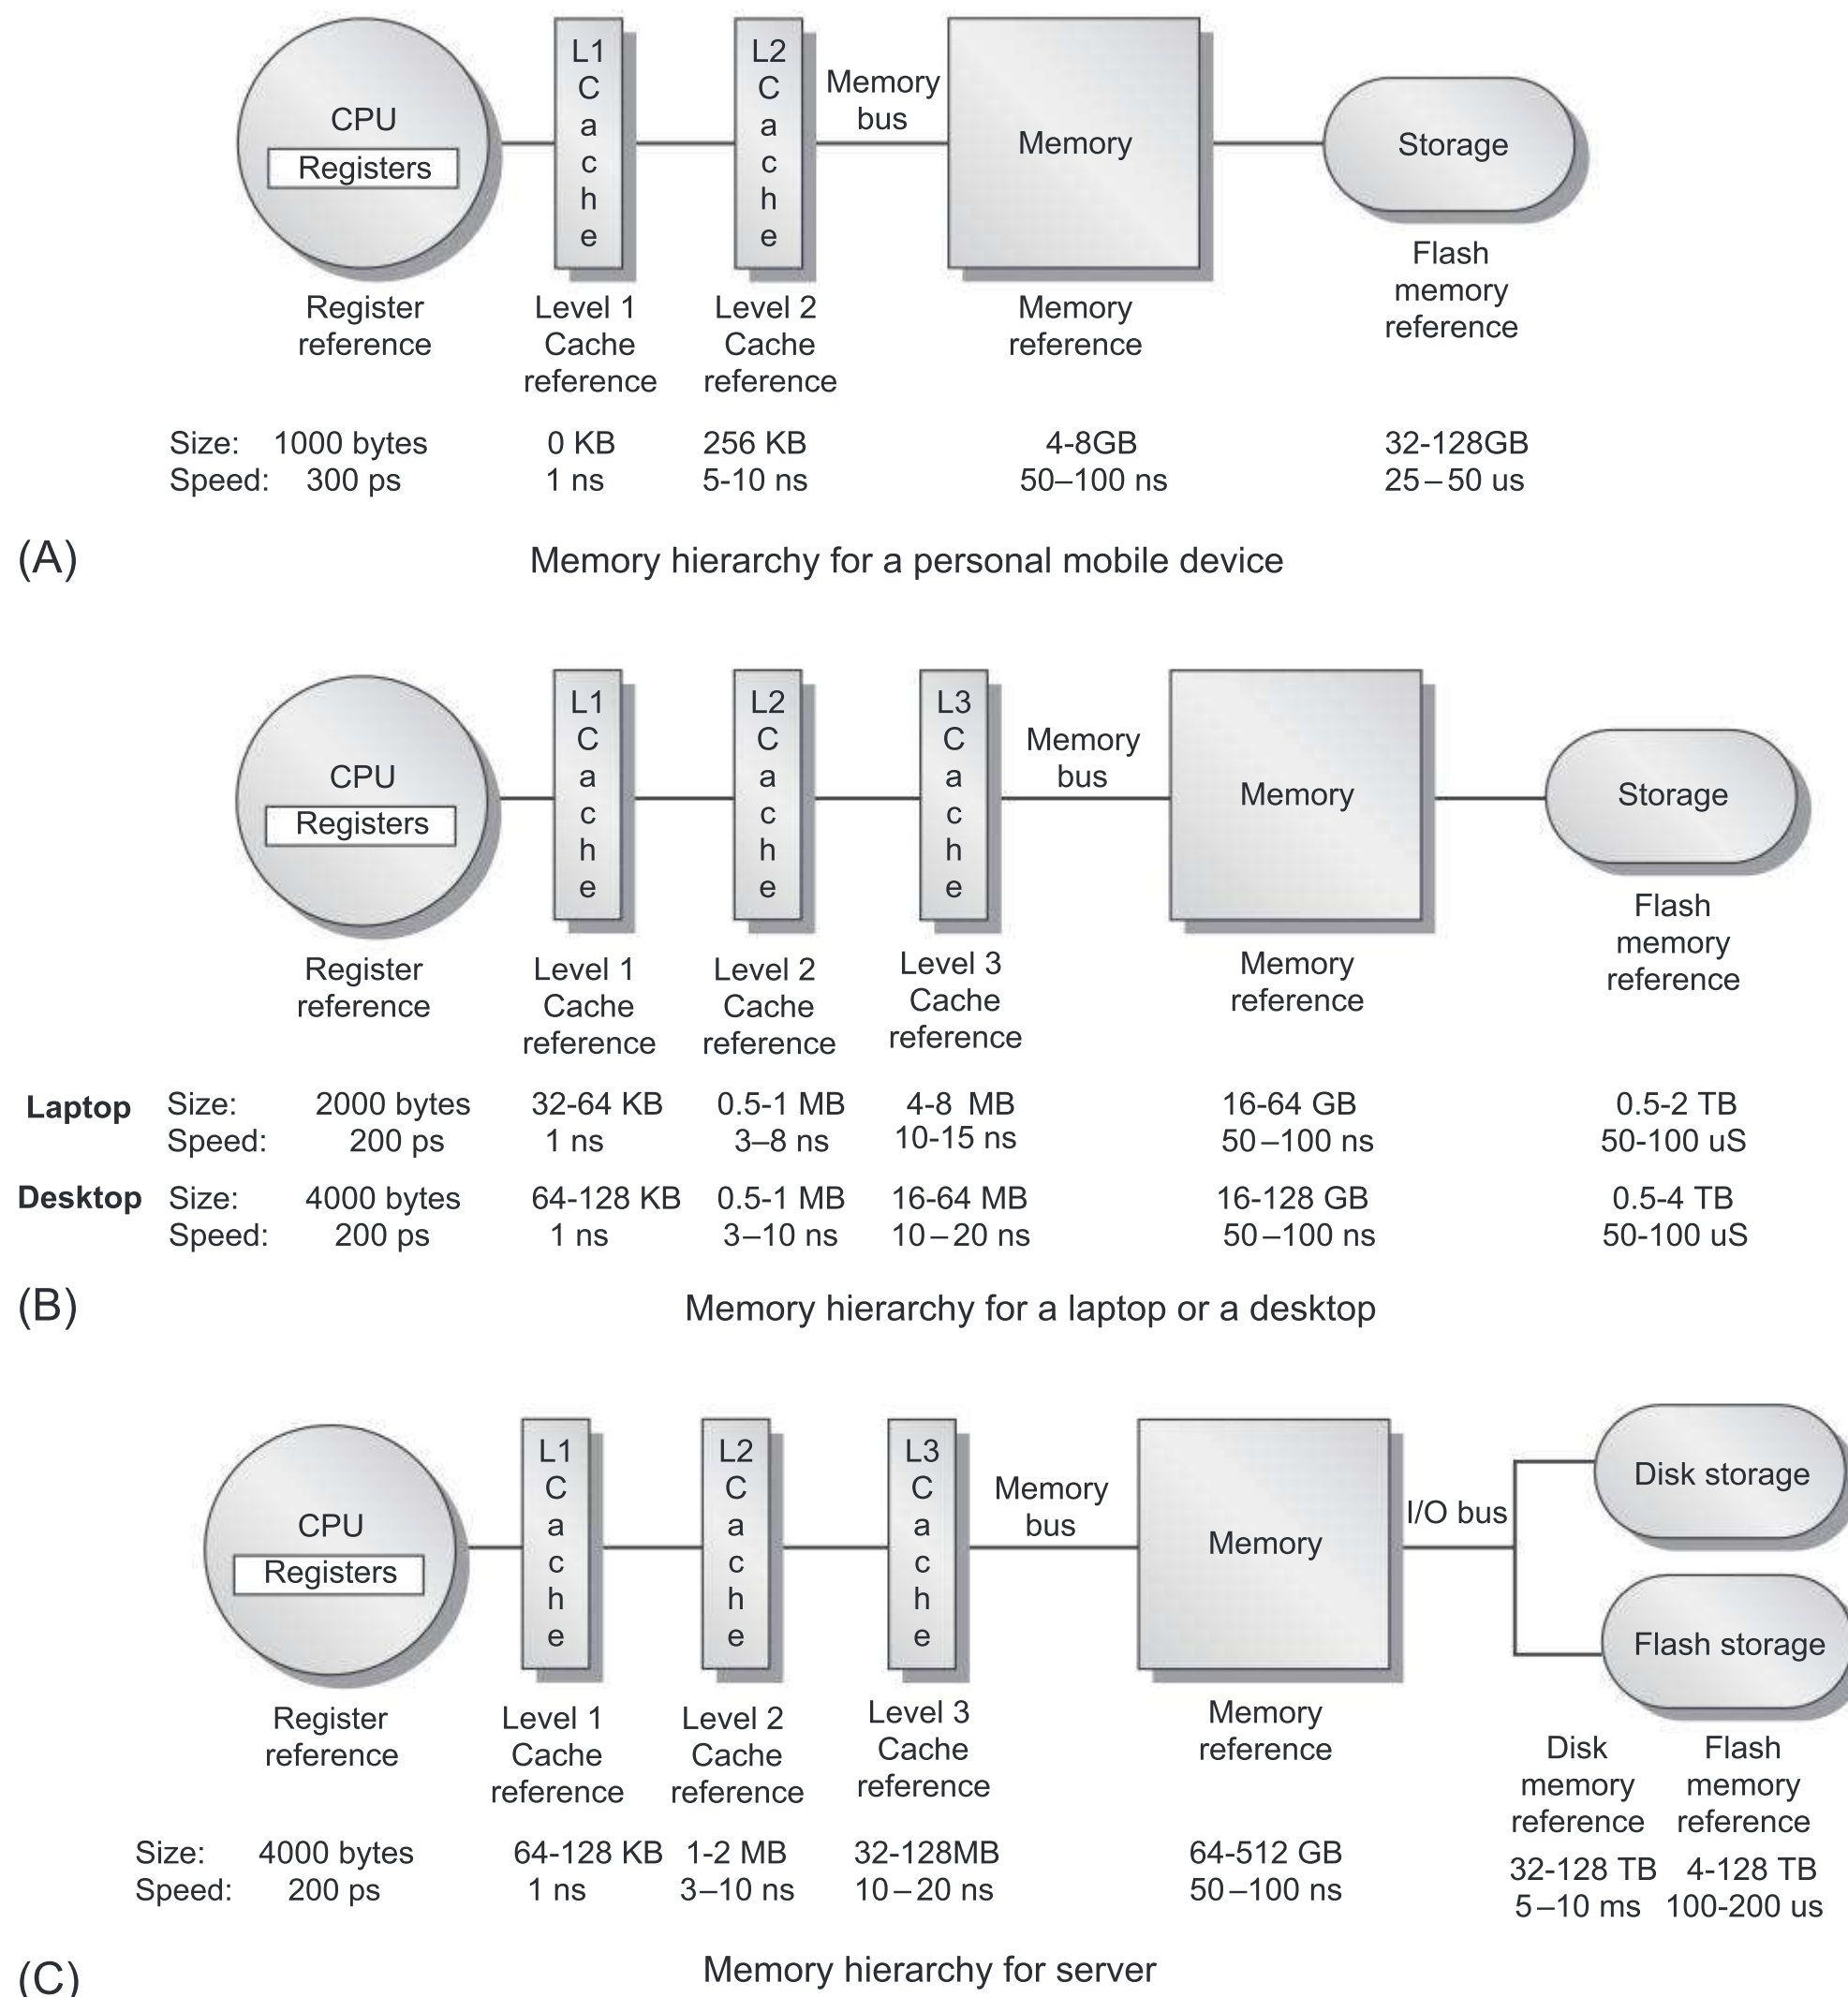 CPU
Registers
L1
C
a
c
h
e
L2
C
a
c
h
e
Memory
bus
Memory
Storage
Register
reference
Level 1
Cache
reference
Level 2
Cache
reference
Memory
reference
Flash
memory
reference
Size: 1000 bytes 0 KB 256 KB 4-8GB 32-128GB
Speed: 300 ps 1 ns 5-10 ns 50–100 ns 25–50 us
(A) Memory hierarchy for a personal mobile device
CPU
Registers
L1
C
a
c
h
e
L2
C
a
c
h
e
L3
C
a
c
h
e
Memory
bus
Memory
Storage
Register
reference
Level 1
Cache
reference
Level 2
Cache
reference
Level 3
Cache
reference
Memory
reference
Flash
memory
reference
Laptop Size: 2000 bytes 32-64 KB 0.5-1 MB 4-8 MB 16-64 GB 0.5-2 TB
Speed: 200 ps 1 ns 3–8 ns 10-15 ns 50–100 ns 50-100 uS
Desktop Size: 4000 bytes 64-128 KB 0.5-1 MB 16-64 MB 16-128 GB 0.5-4 TB
Speed: 200 ps 1 ns 3–10 ns 10–20 ns 50–100 ns 50-100 uS
(B) Memory hierarchy for a laptop or a desktop
CPU
Registers
L1
C
a
c
h
e
L2
C
a
c
h
e
L3
C
a
c
h
e
Memory
bus
Memory
I/O bus
Disk storage
Flash storage
Register
reference
Level 1
Cache
reference
Level 2
Cache
reference
Level 3
Cache
reference
Memory
reference
Disk
memory
reference
Flash
memory
reference
Size: 4000 bytes 64-128 KB 1-2 MB 32-128MB 64-512 GB 32-128 TB 4-128 TB
Speed: 200 ps 1 ns 3–10 ns 10–20 ns 50–100 ns 5–10 ms 100-200 us
(C) Memory hierarchy for server